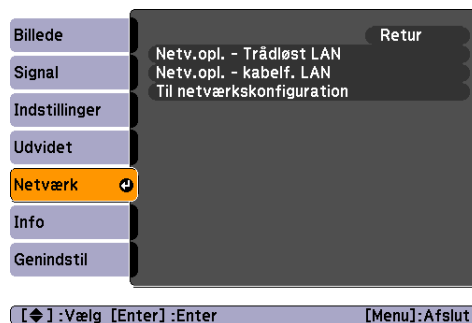 Billede
Signal
Indstillinger
Udvidet
Netværk
Info
Genindstil
Retur
Netv.opl. - Trådløst LAN
Netv.opl. - kabelf. LAN
Til netværkskonfiguration
[◆] :Vælg [Enter] :Enter [Menu]:Afslut